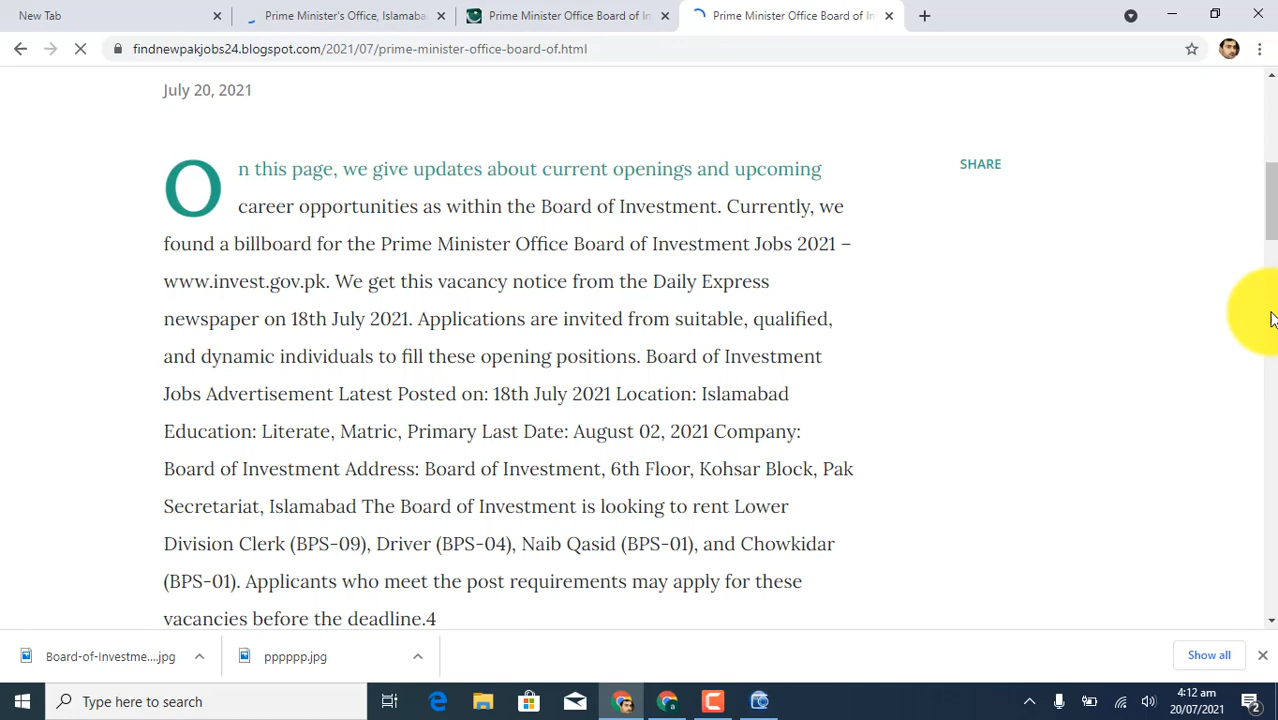 New Tab
Prime Minister's Office, Islamaba
Prime Minister Office Board of In
Prime Minister Office Board of In
findnewpakjobs24.blogspot.com/2021/07/prime-minister-office-board-of.html
July 20, 2021
SHARE
On this page, we give updates about current openings and upcoming
career opportunities as within the Board of Investment. Currently, we
found a billboard for the Prime Minister Office Board of Investment Jobs 2021 –
www.invest.gov.pk. We get this vacancy notice from the Daily Express
newspaper on 18th July 2021. Applications are invited from suitable, qualified,
and dynamic individuals to fill these opening positions. Board of Investment
Jobs Advertisement Latest Posted on: 18th July 2021 Location: Islamabad
Education: Literate, Matric, Primary Last Date: August 02, 2021 Company:
Board of Investment Address: Board of Investment, 6th Floor, Kohsar Block, Pak
Secretariat, Islamabad The Board of Investment is looking to rent Lower
Division Clerk (BPS-09), Driver (BPS-04), Naib Qasid (BPS-01), and Chowkidar
(BPS-01). Applicants who meet the post requirements may apply for these
vacancies before the deadline.4
Board-of-Investme....jpg
pppppp.jpg
Show all
Type here to search
4:12 am
20/07/2021
2